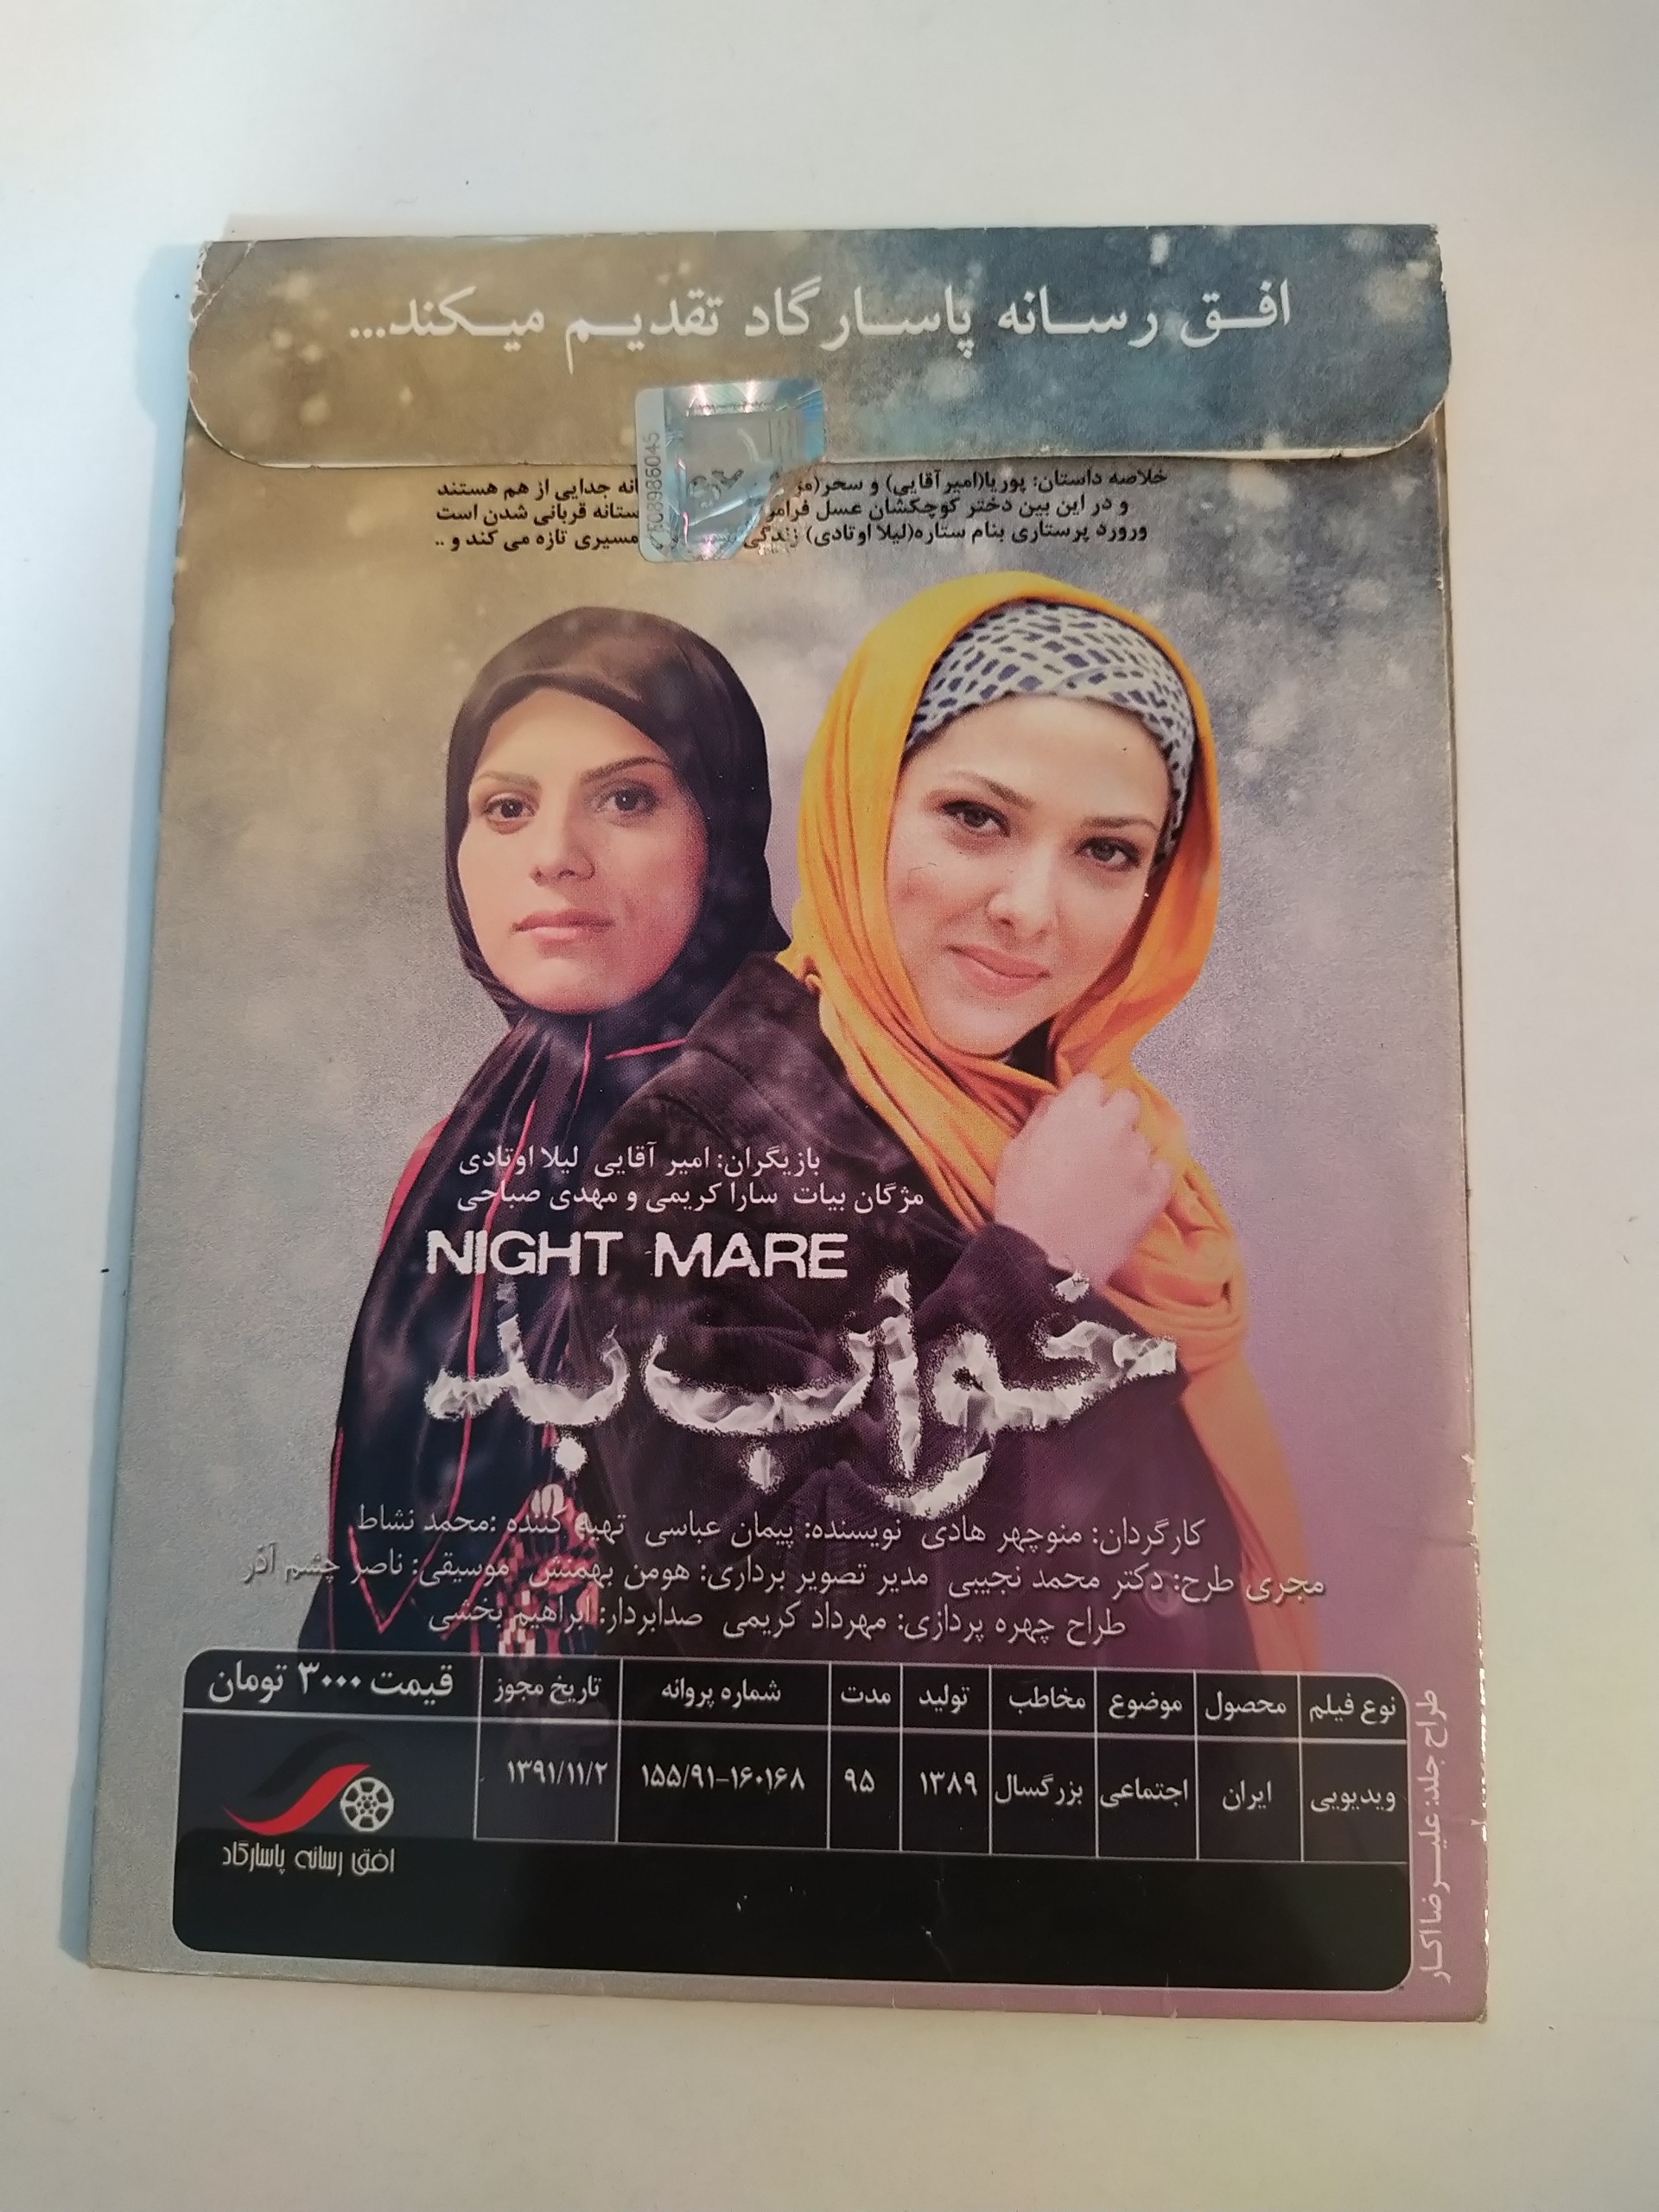 افق رسانه پاسارگاد تقدیم میکند...
خلاصه داستان: پوریا(امیرآقایی) و سحر(مژ انه جدایی از هم هستند
و در این بین دختر کوچکشان عسل فرامو ستانه قربانی شدن است
ورورد پرستاری بنام ستاره(لیلا اوتادی) زندگی مسیری تازه می کند و ..
بازیگران: امیر آقایی لیلا اوتادی
مژگان بیات سارا کریمی و مهدی صباحی
NIGHT MARE
خواب بد
کارگردان: منوچهر هادی نویسنده: پیمان عباسی تهیه کننده :محمد نشاط
مجری طرح: دکتر محمد نجیبی مدیر تصویر برداری: هومن بهمنش موسیقی: ناصر چشم آذر
طراح چهره پردازی: مهرداد کریمی صدابردار: ابراهیم بخشی
نوع فیلم محصول موضوع مخاطب تولید مدت شماره پروانه تاریخ مجوز قیمت ۳۰۰۰ تومان
ویدیویی ایران اجتماعی بزرگسال ۱۳۸۹ ۹۵ ۱۵۵/۹۱-۱۶۰۱۶۸ ۱۳۹۱/۱۱/۲
افق رسانه پاسارگاد
طراح جلد: علیرضا اکار